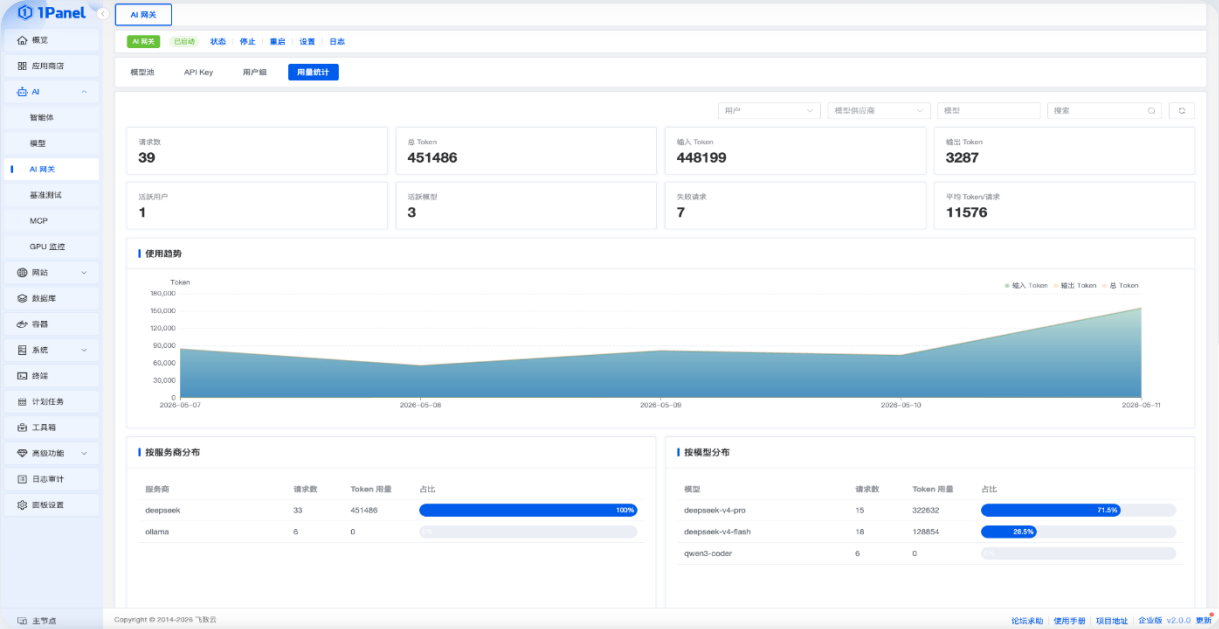 1Panel
AI 网关
概览
AI 网关 已启动 状态 停止 重启 设置 日志
应用商店
模型池 API Key 用户组 用量统计
AI
智能体
用户 模型供应商 模型 搜索
模型
请求数 总 Token 输入 Token 输出 Token
39 451486 448199 3287
AI 网关
基准测试
活跃用户 活跃模型 失败请求 平均 Token/请求
1 3 7 11576
MCP
GPU 监控
使用趋势
网站
Token
输入 Token 输出 Token 总 Token
180,000
数据库
150,000
容器
120,000
系统
90,000
60,000
终端
30,000
0
计划任务
2026-05-07 2026-05-08 2026-05-09 2026-05-10 2026-05-11
工具箱
高级功能
按服务商分布 按模型分布
日志审计
服务商 请求数 Token 用量 占比
模型 请求数 Token 用量 占比
面板设置
deepseek 33 451486 100%
deepseek-v4-pro 15 322632 71.5%
ollama 6 0
deepseek-v4-flash 18 128854 28.5%
qwen3-coder 6 0
主节点
Copyright © 2014-2026 飞致云
论坛求助 使用手册 项目地址 企业版 v2.0.0 更新